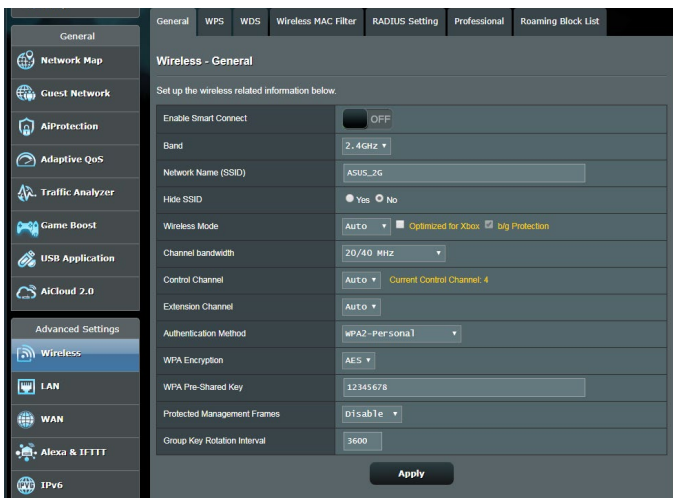 General
Network Map
Guest Network
AiProtection
Adaptive QoS
Traffic Analyzer
Game Boost
USB Application
AiCloud 2.0
Advanced Settings
Wireless
LAN
WAN
Alexa & IFTTT
IPv6
General WPS WDS Wireless MAC Filter RADIUS Setting Professional Roaming Block List
Wireless - General
Set up the wireless related information below.
Enable Smart Connect OFF
Band 2.4GHz
Network Name (SSID) ASUS_2G
Hide SSID Yes No
Wireless Mode Auto Optimized for Xbox b/g Protection
Channel bandwidth 20/40 MHz
Control Channel Auto Current Control Channel: 4
Extension Channel Auto
Authentication Method WPA2-Personal
WPA Encryption AES
WPA Pre-Shared Key 12345678
Protected Management Frames Disable
Group Key Rotation Interval 3600
Apply